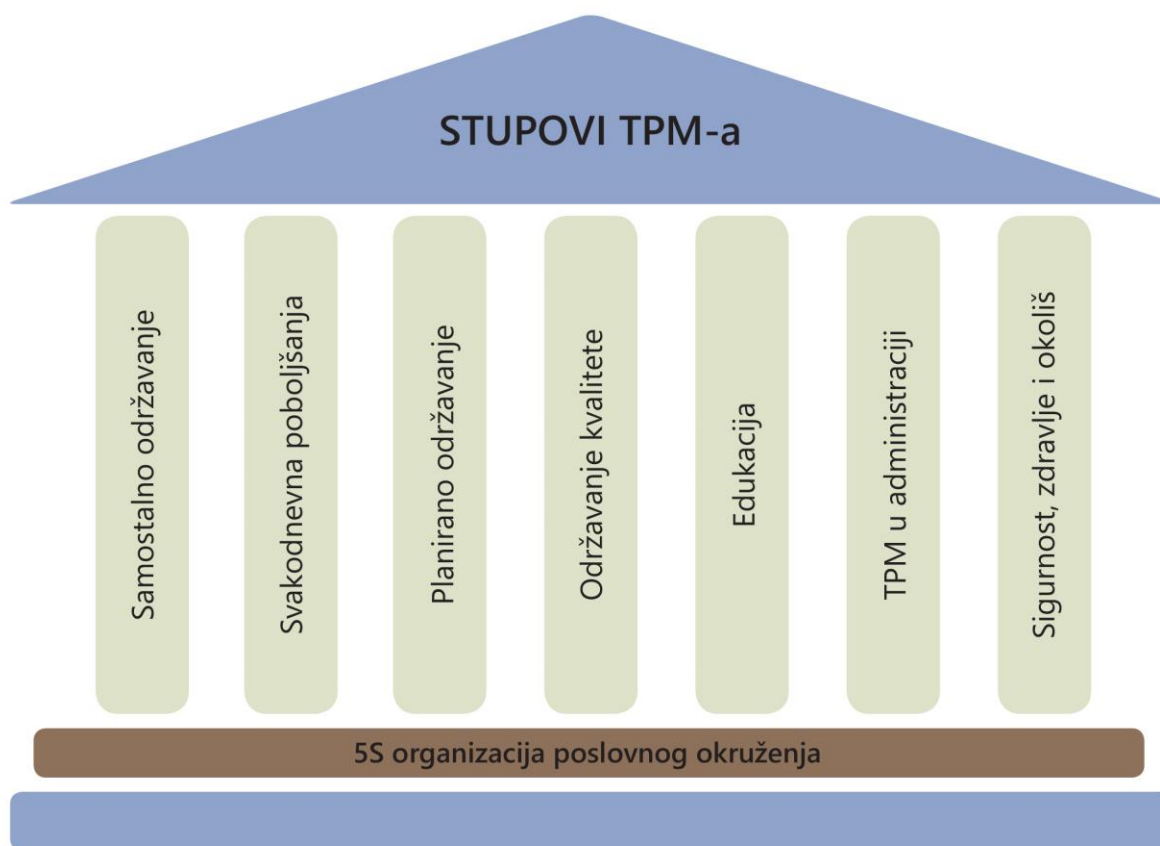 STUPOVI TPM-a
Samostalno održavanje
Svakodnevna poboljšanja
Planirano održavanje
Održavanje kvalitete
Edukacija
TPM u administraciji
Sigurnost, zdravlje i okoliš
5S organizacija poslovnog okruženja